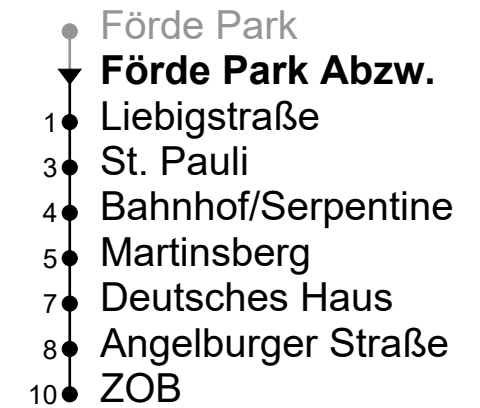 Förde Park
Förde Park Abzw.
1 Liebigstraße
3 St. Pauli
4 Bahnhof/Serpentine
5 Martinsberg
7 Deutsches Haus
8 Angelburger Straße
10 ZOB